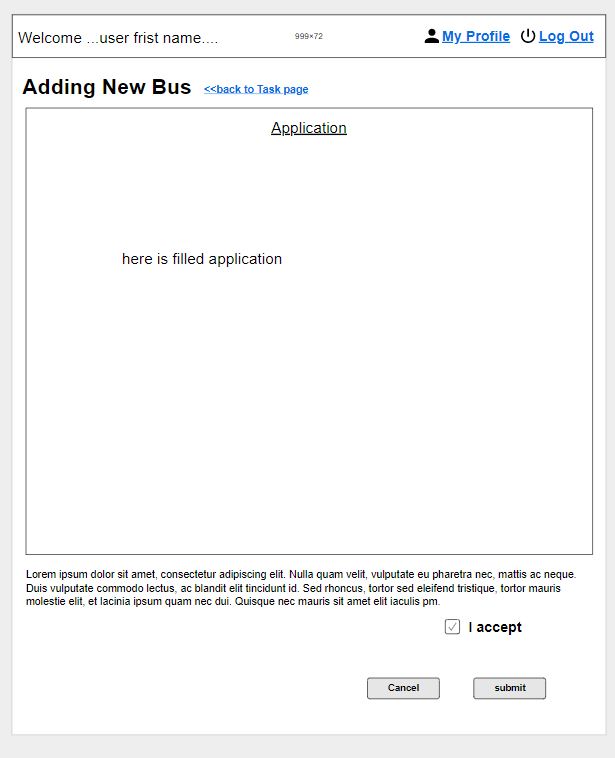 Welcome ...user frist name....
999×72
My Profile
Log Out
Adding New Bus
<<back to Task page
Application
here is filled application
Lorem ipsum dolor sit amet, consectetur adipiscing elit. Nulla quam velit, vulputate eu pharetra nec, mattis ac neque.
Duis vulputate commodo lectus, ac blandit elit tincidunt id. Sed rhoncus, tortor sed eleifend tristique, tortor mauris
molestie elit, et lacinia ipsum quam nec dui. Quisque nec mauris sit amet elit iaculis pm.
I accept
Cancel
submit